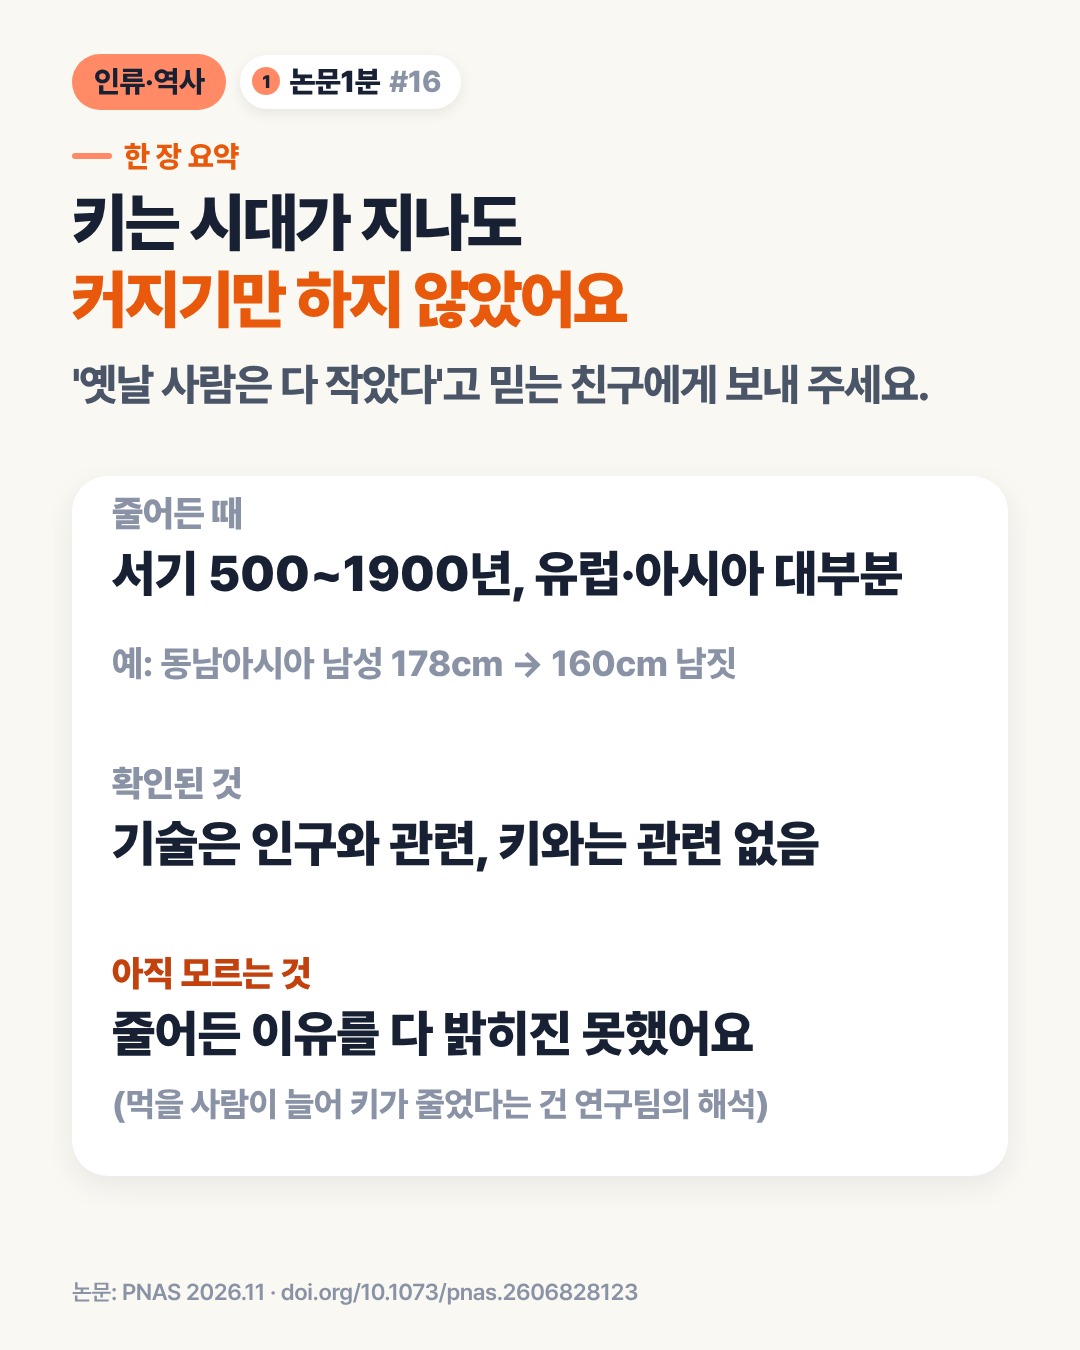 인류·역사
1 논문1분 #16
한 장 요약
키는 시대가 지나도
커지기만 하지 않았어요
'옛날 사람은 다 작았다'고 믿는 친구에게 보내 주세요.
줄어든 때
서기 500~1900년, 유럽·아시아 대부분
예: 동남아시아 남성 178cm → 160cm 남짓
확인된 것
기술은 인구와 관련, 키와는 관련 없음
아직 모르는 것
줄어든 이유를 다 밝히진 못했어요
(먹을 사람이 늘어 키가 줄었다는 건 연구팀의 해석)
논문: PNAS 2026.11 · doi.org/10.1073/pnas.2606828123